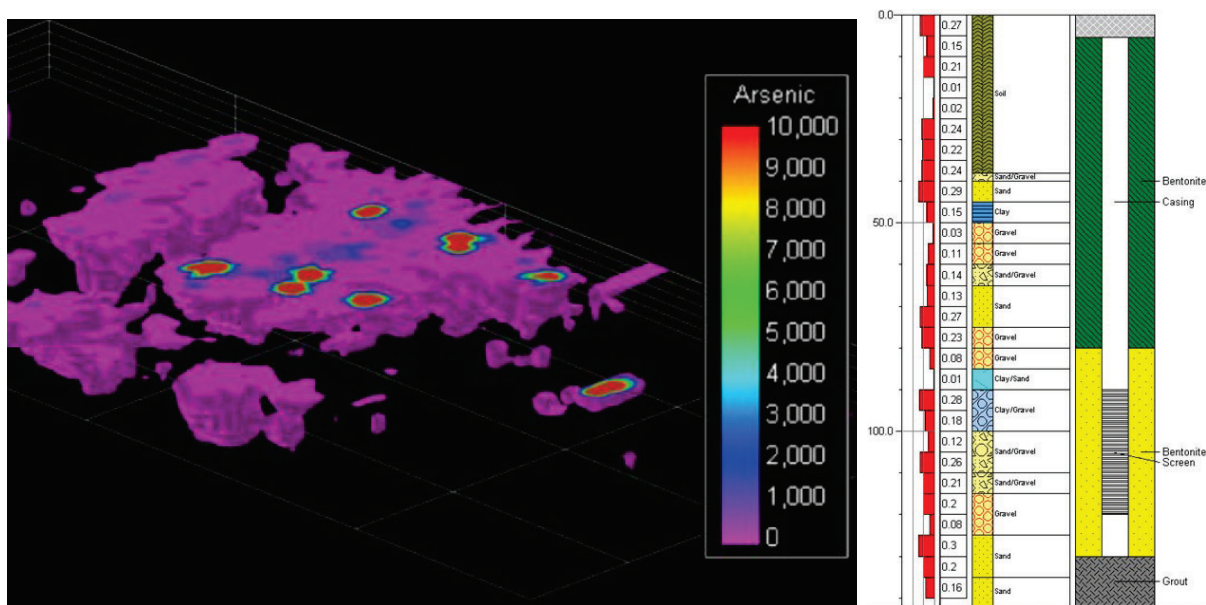 Arsenic
10,000
9,000
8,000
7,000
6,000
5,000
4,000
3,000
2,000
1,000
0
0.0
50.0
100.0
0.27
0.15
0.21
0.01
0.02
0.24
0.22
0.24
0.29
0.15
0.03
0.11
0.14
0.13
0.27
0.23
0.08
0.01
0.28
0.18
0.12
0.26
0.21
0.2
0.08
0.3
0.2
0.16
Soil
Sand/Gravel
Sand
Clay
Gravel
Gravel
Sand/Gravel
Sand
Gravel
Gravel
Clay/Sand
Clay/Gravel
Sand/Gravel
Sand/Gravel
Gravel
Sand
Sand
Bentonite
Casing
Bentonite
Screen
Grout